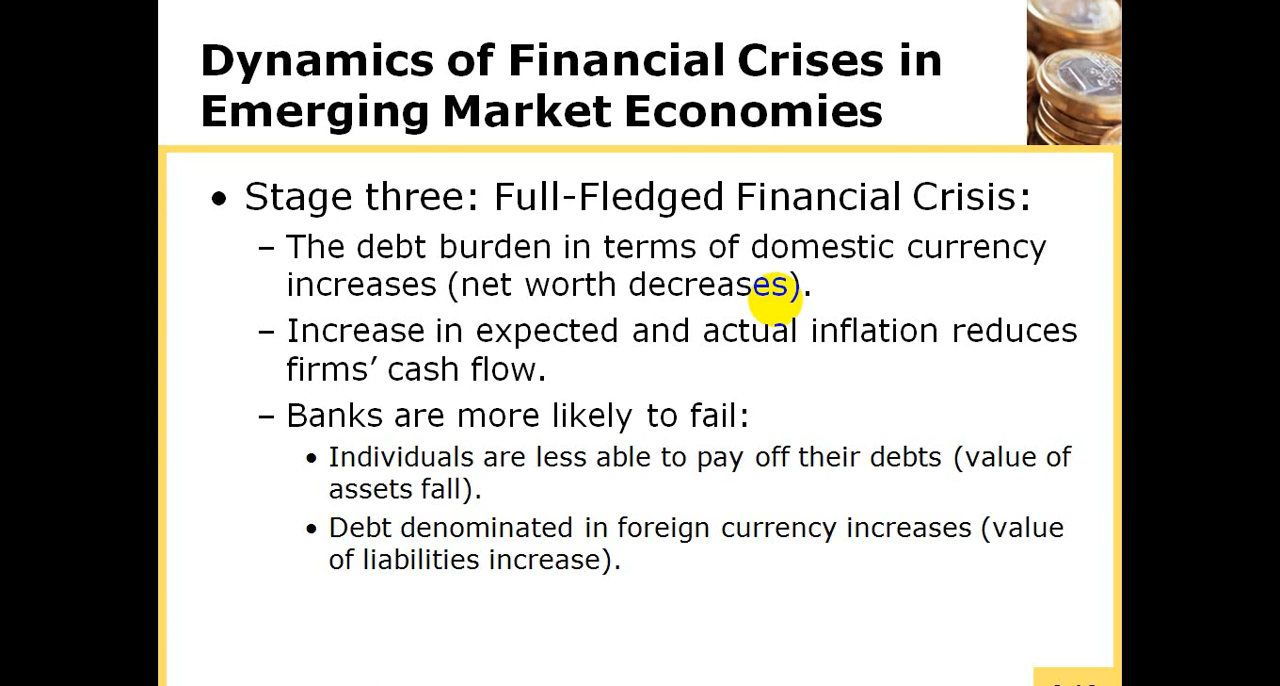 Dynamics of Financial Crises in
Emerging Market Economies
• Stage three: Full-Fledged Financial Crisis:
– The debt burden in terms of domestic currency
increases (net worth decreases).
– Increase in expected and actual inflation reduces
firms’ cash flow.
– Banks are more likely to fail:
• Individuals are less able to pay off their debts (value of
assets fall).
• Debt denominated in foreign currency increases (value
of liabilities increase).